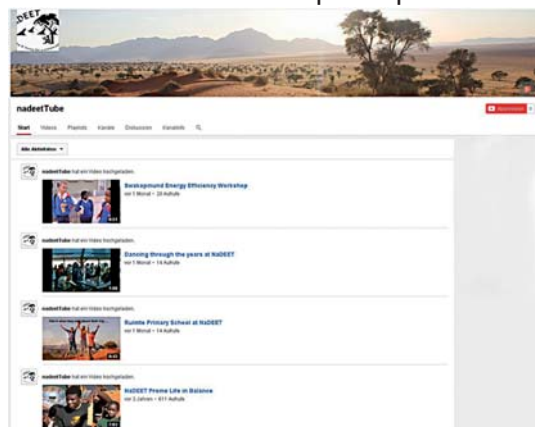 NADEET
nadeetTube
Abonnieren
Start Videos Playlists Kanäle Diskussion Kanalinfo
Alle Aktivitäten
nadeetTube hat ein Video hochgeladen.
Swakopmund Energy Efficiency Workshop
vor 1 Monat • 20 Aufrufe
nadeetTube hat ein Video hochgeladen.
Danning through the years at NaDEET
vor 1 Monat • 14 Aufrufe
nadeetTube hat ein Video hochgeladen.
Ruimte Primary School at NaDEET
vor 1 Monat • 14 Aufrufe
nadeetTube hat ein Video hochgeladen.
NaDEET Promo Life in Balance
vor 2 Jahren • 611 Aufrufe